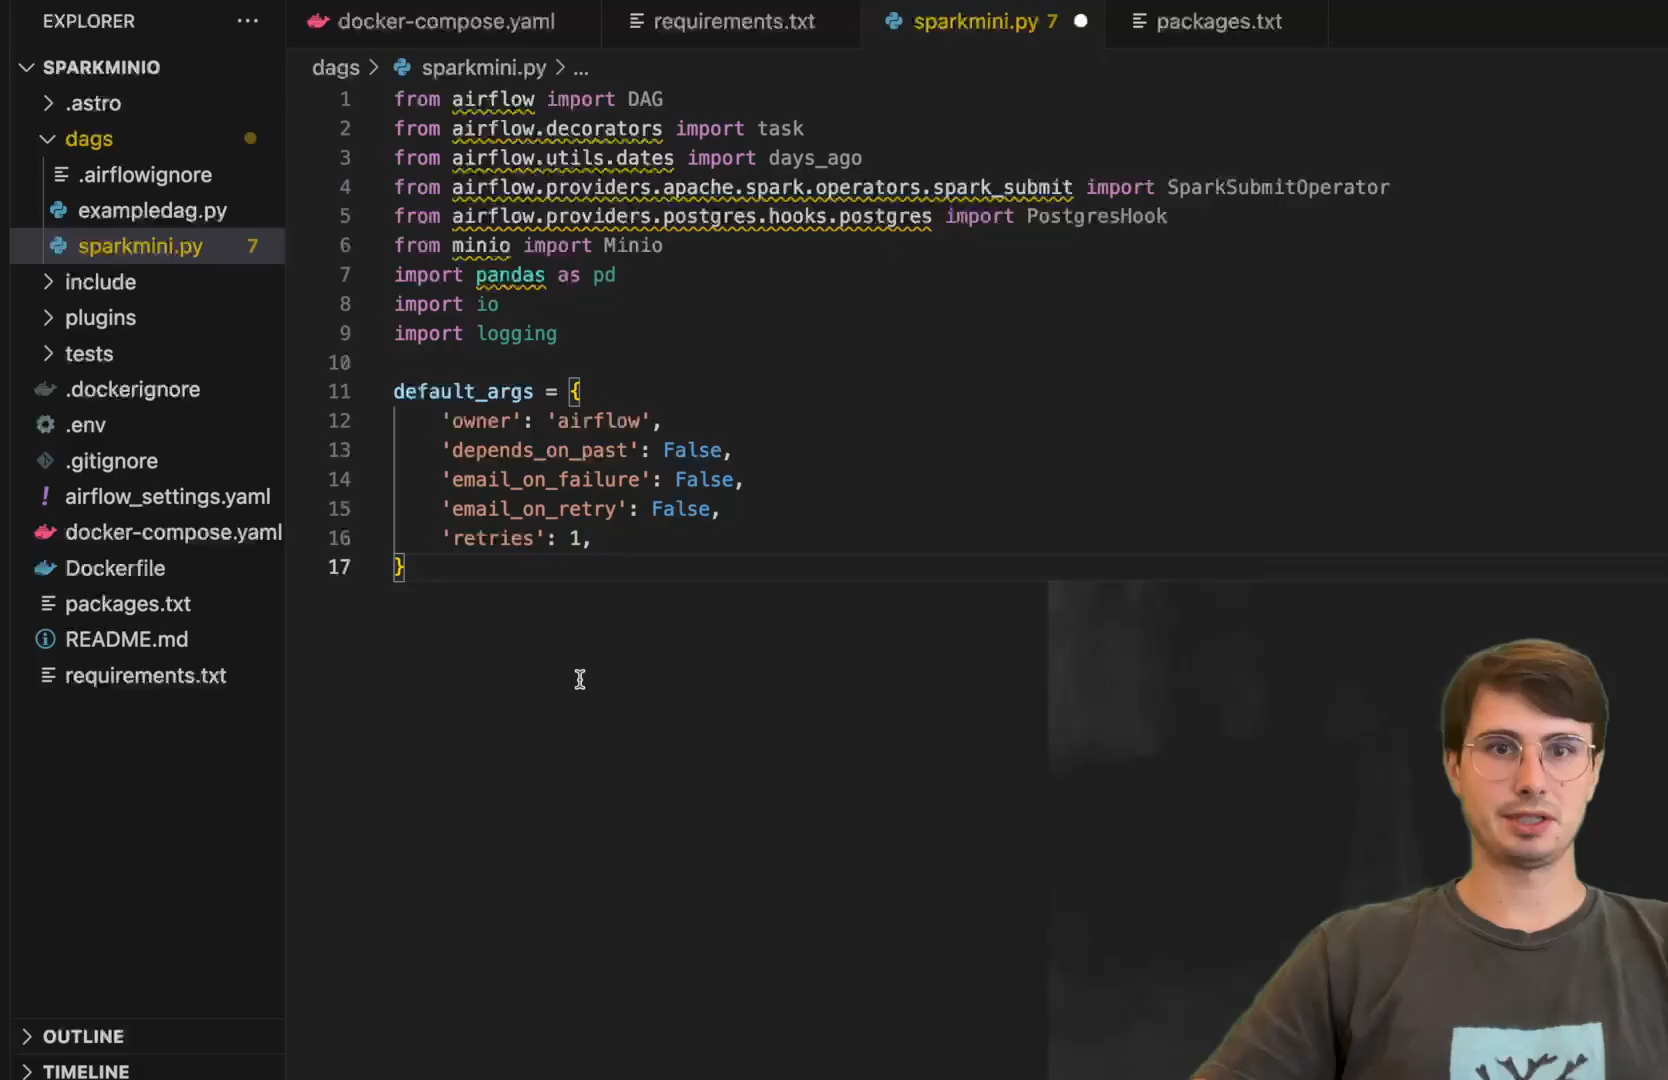 EXPLORER
SPARKMINIO
.astro
dags
.airflowignore
exampledag.py
sparkmini.py 7
include
plugins
tests
.dockerignore
.env
.gitignore
airflow_settings.yaml
docker-compose.yaml
Dockerfile
packages.txt
README.md
requirements.txt
OUTLINE
TIMELINE
docker-compose.yaml requirements.txt sparkmini.py 7 packages.txt
dags > sparkmini.py > ...
1 from airflow import DAG
2 from airflow.decorators import task
3 from airflow.utils.dates import days_ago
4 from airflow.providers.apache.spark.operators.spark_submit import SparkSubmitOperator
5 from airflow.providers.postgres.hooks.postgres import PostgresHook
6 from minio import Minio
7 import pandas as pd
8 import io
9 import logging
10
11 default_args = {
12 'owner': 'airflow',
13 'depends_on_past': False,
14 'email_on_failure': False,
15 'email_on_retry': False,
16 'retries': 1,
17 }